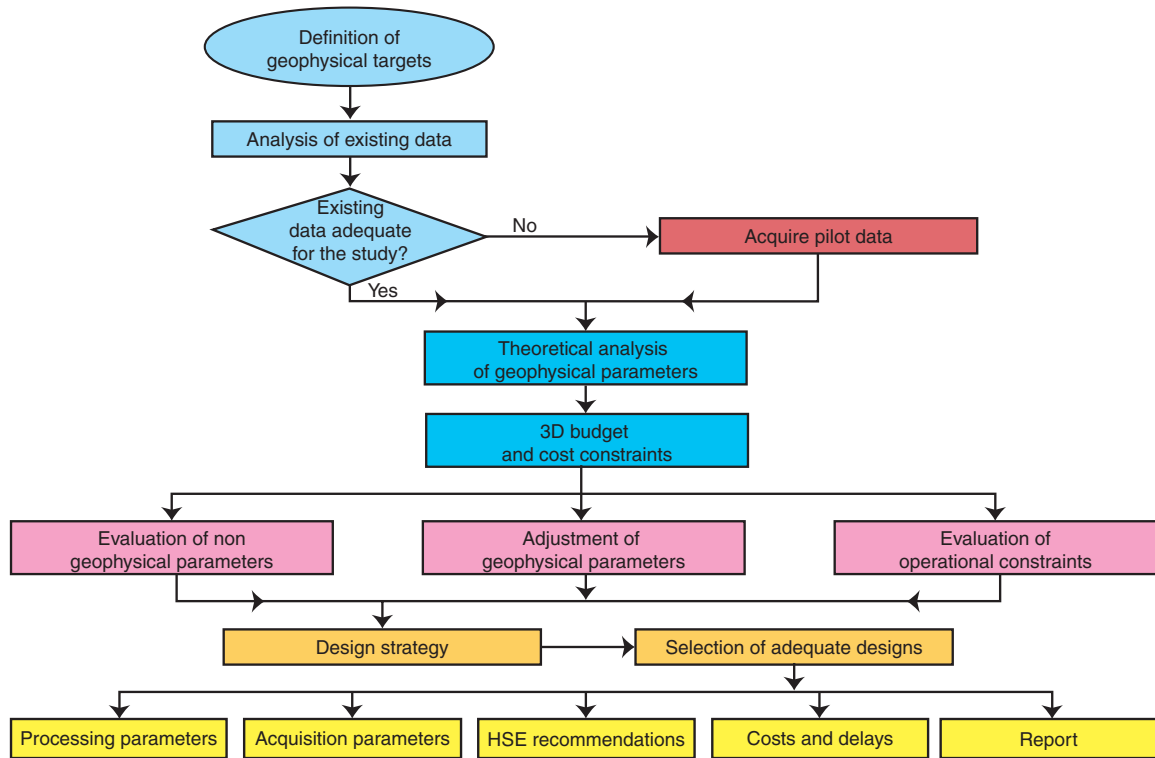 Definition of
geophysical targets
Analysis of existing data
Existing
data adequate
for the study?
No
Acquire pilot data
Yes
Theoretical analysis
of geophysical parameters
3D budget
and cost constraints
Evaluation of non
geophysical parameters
Adjustment of
geophysical parameters
Evaluation of
operational constraints
Design strategy
Selection of adequate designs
Processing parameters
Acquisition parameters
HSE recommendations
Costs and delays
Report